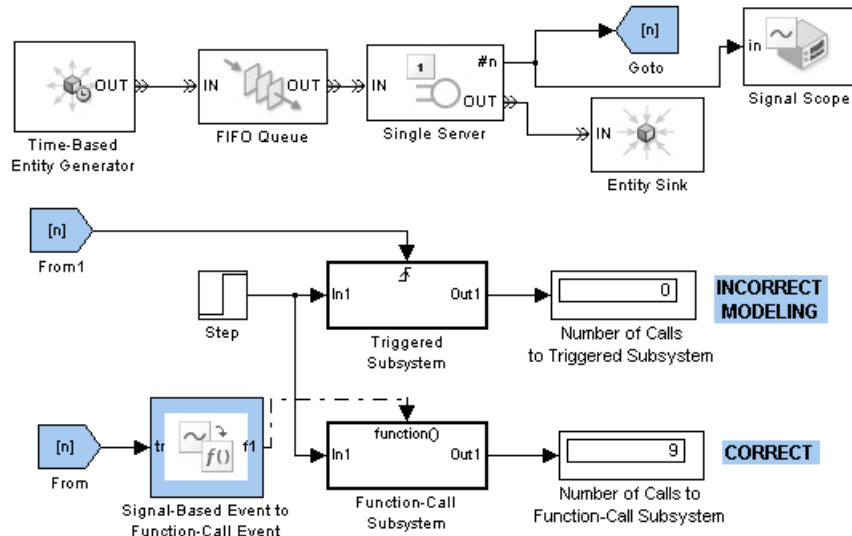 OUT
Time-Based
Entity Generator
IN
OUT
FIFO Queue
IN
1
#n
OUT
Single Server
[n]
Goto
in
Signal Scope
IN
Entity Sink
[n]
From1
Step
In1
Out1
Triggered
Subsystem
0
Number of Calls
to Triggered Subsystem
INCORRECT
MODELING
[n]
From
tr
f()
f1
Signal-Based Event to
Function-Call Event
function()
In1
Out1
Function-Call
Subsystem
9
Number of Calls to
Function-Call Subsystem
CORRECT